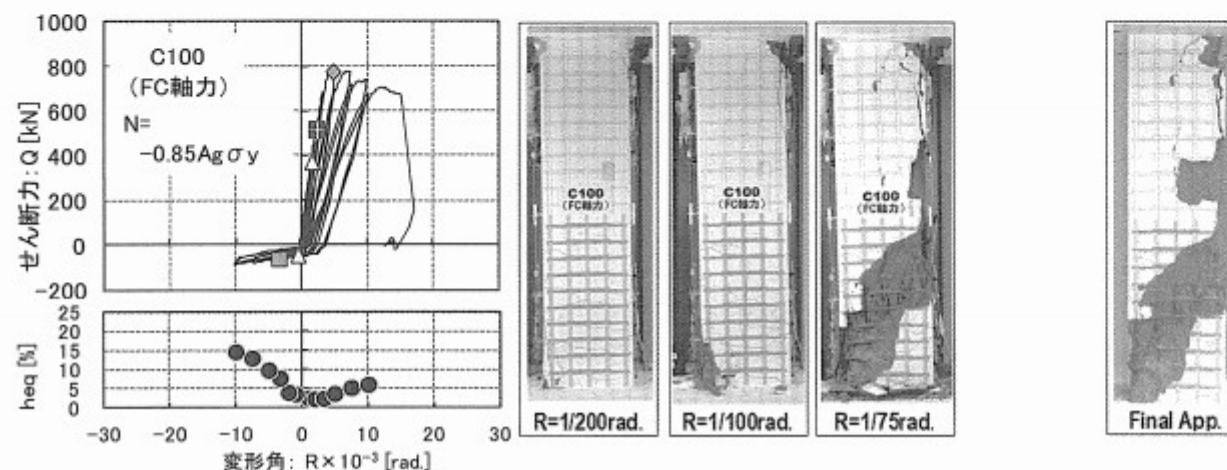 1000
800
600
400
200
0
−200
せん断力：Q [kN]
C100
(FC軸力)
N=
−0.85Agσy
25
20
15
10
5
0
heq [%]
−30 −20 −10 0 10 20 30
変形角：R×10⁻³ [rad.]
C100
(FC軸力)
R=1/200rad.
C100
(FC軸力)
R=1/100rad.
C100
(FC軸力)
R=1/75rad.
Final App.